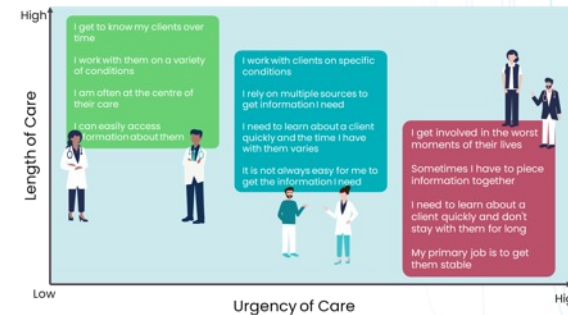 High
I get to know my clients over
time
I work with them on a variety
of conditions
I am often at the centre of
their care
I can easily access
information about them
I work with clients on specific
conditions
I rely on multiple sources to
get information I need
I need to learn about a client
quickly and the time I have
with them varies
It is not always easy for me to
get the information I need
I get involved in the worst
moments of their lives
Sometimes I have to piece
information together
I need to learn about a
client quickly and don't
stay with them for long
My primary job is to get
them stable
Length of Care
Low
Urgency of Care
Hig